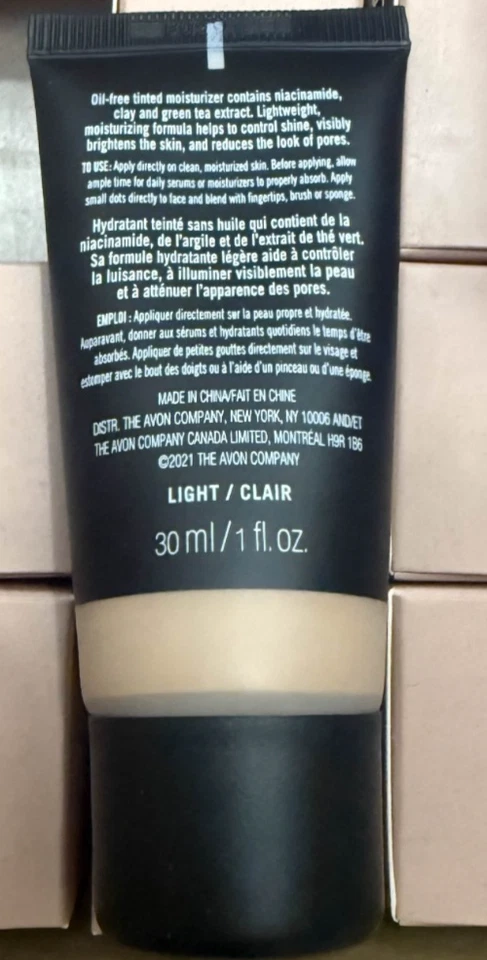 Oil-free tinted moisturizer contains niacinamide,
clay and green tea extract. Lightweight,
moisturizing formula helps to control shine, visibly
brightens the skin, and reduces the look of pores.
TO USE: Apply directly on clean, moisturized skin. Before applying, allow
ample time for daily serums or moisturizers to properly absorb. Apply
small dots directly to face and blend with fingertips, brush or sponge.
Hydratant teinté sans huile qui contient de la
niacinamide, de l'argile et de l'extrait de thé vert.
Sa formule hydratante légère aide à contrôler
la luisance, à illuminer visiblement la peau
et à atténuer l'apparence des pores.
EMPLOI : Appliquer directement sur la peau propre et hydratée.
Auparavant, donner aux sérums et hydratants quotidiens le temps d'être
absorbés. Appliquer de petites gouttes directement sur le visage et
estomper avec le bout des doigts ou à l'aide d'un pinceau ou d'une éponge.
MADE IN CHINA/FAIT EN CHINE
DISTR. THE AVON COMPANY, NEW YORK, NY 10006 AND/ET
THE AVON COMPANY CANADA LIMITED, MONTRÉAL H9R 1B6
©2021 THE AVON COMPANY
LIGHT / CLAIR
30 ml/1 fl. oz.